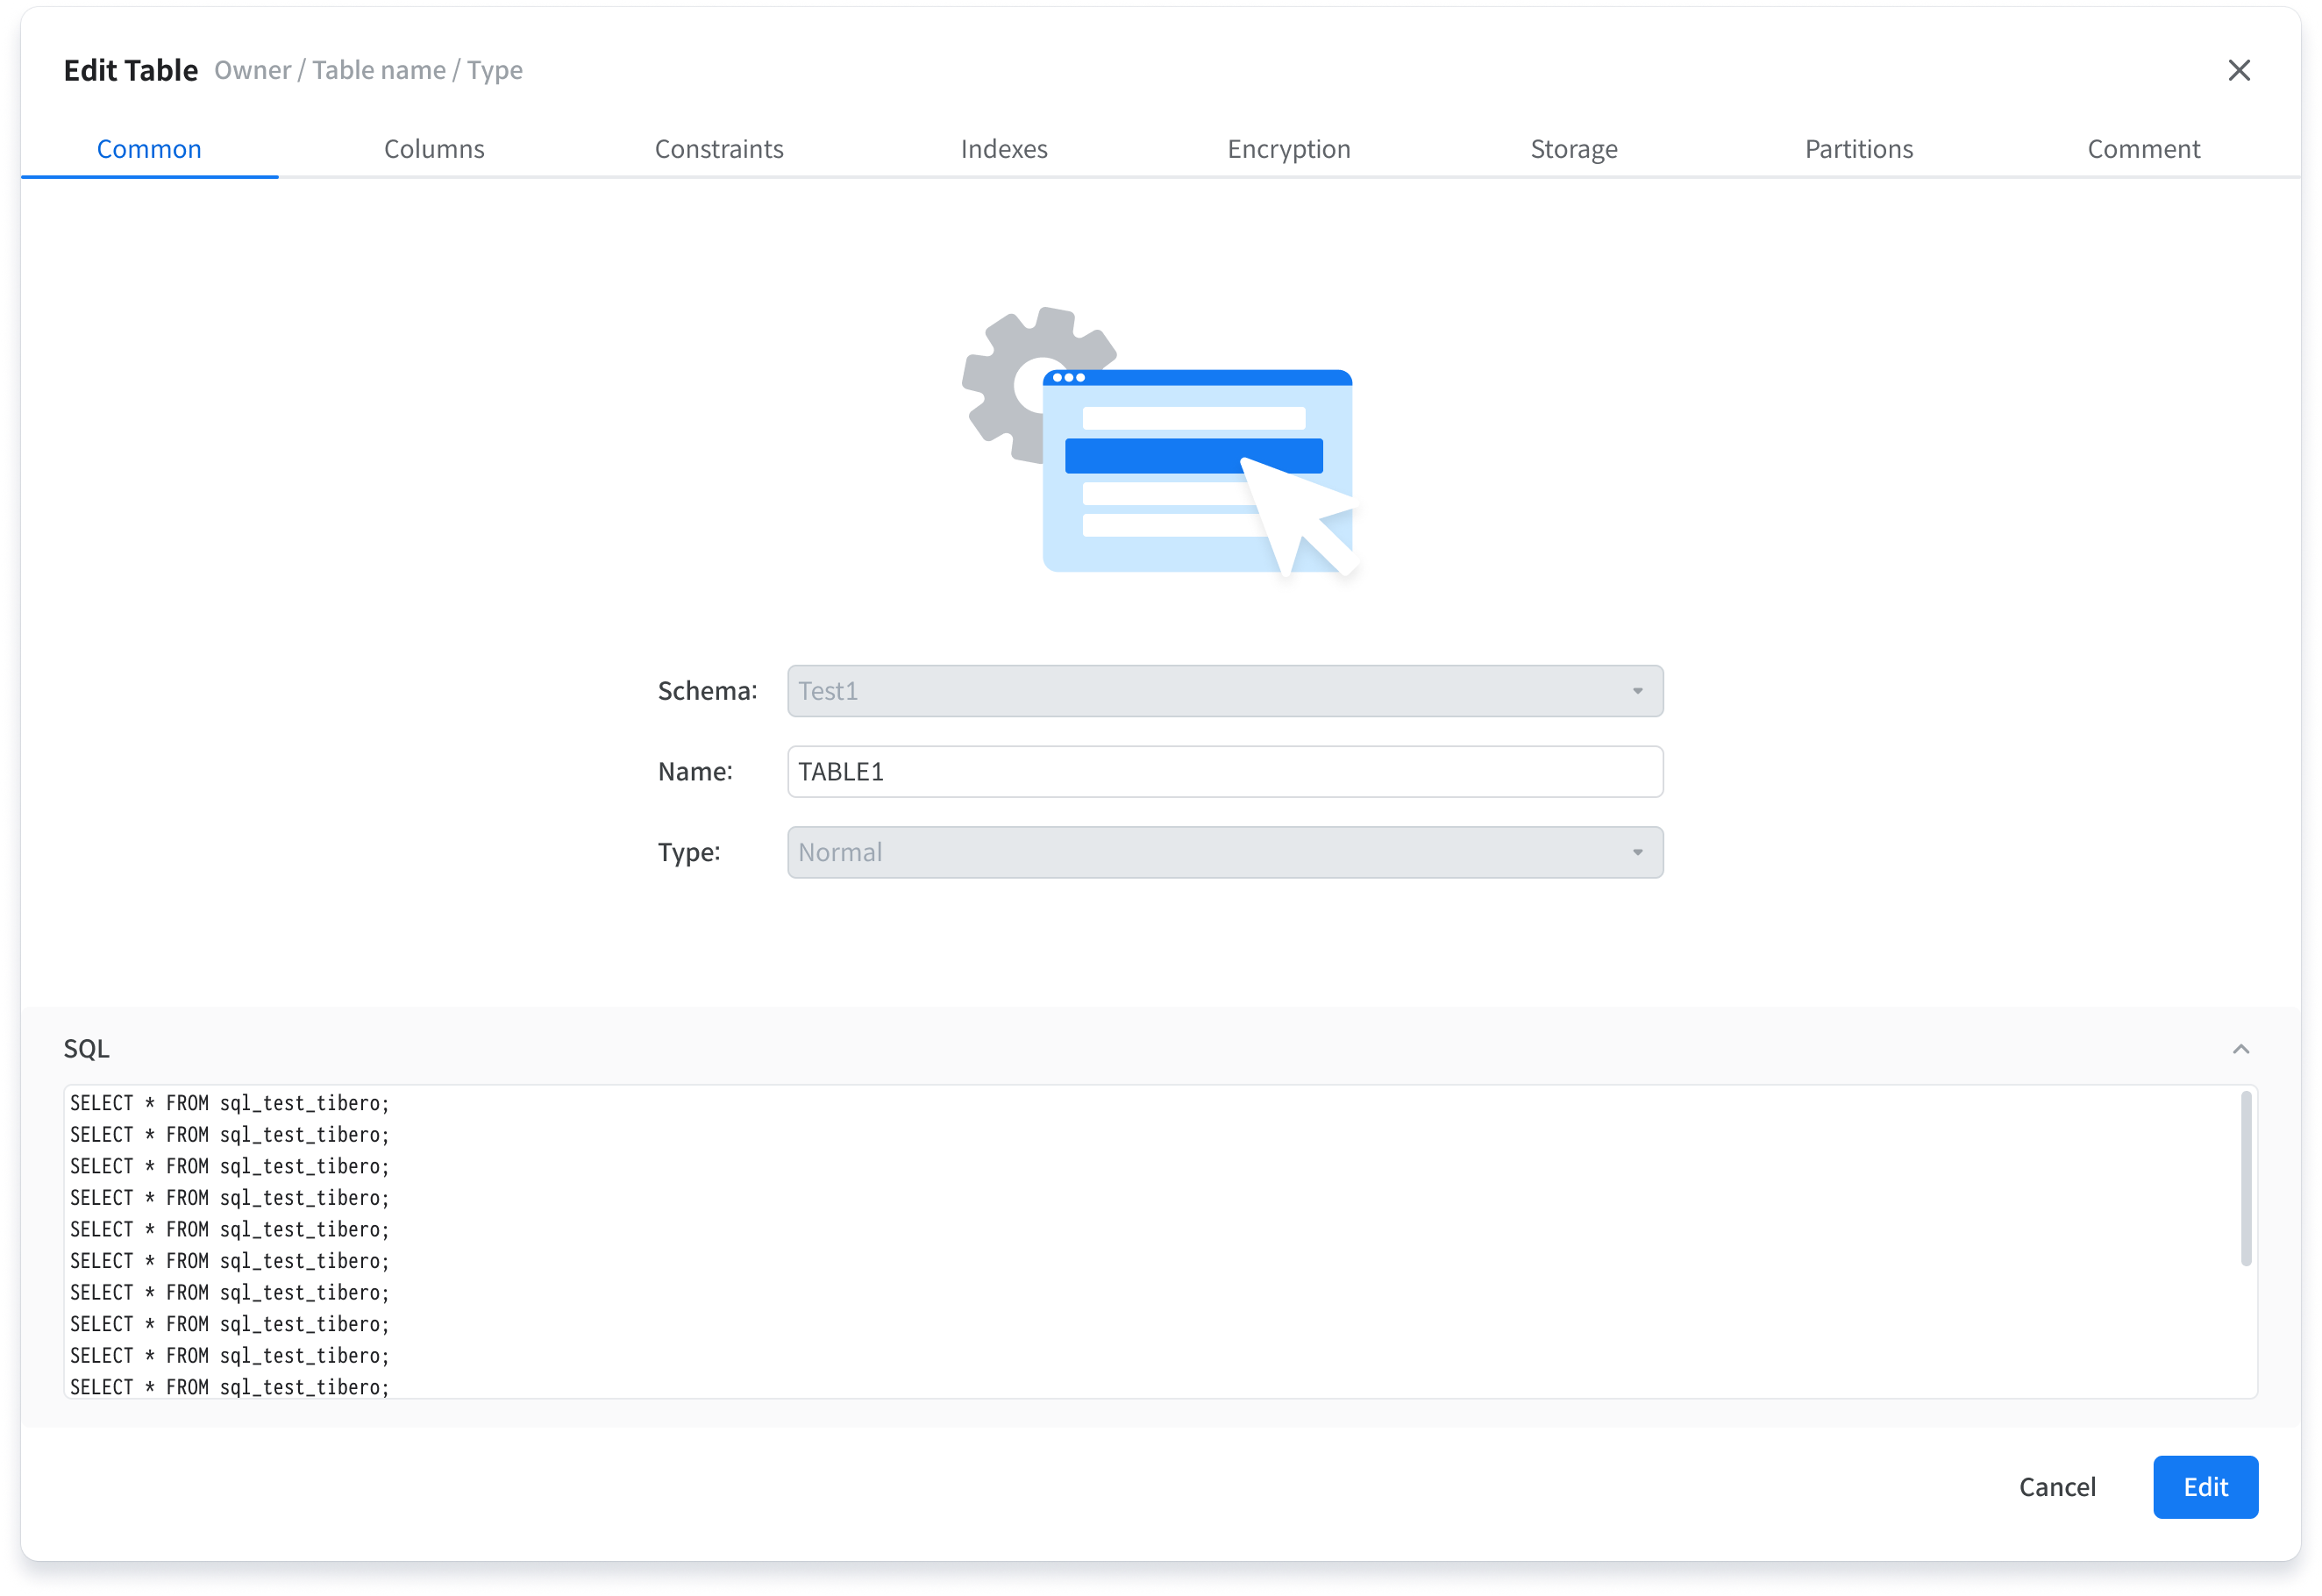 Edit Table Owner / Table name / Type
Common Columns Constraints Indexes Encryption Storage Partitions Comment
Schema: Test1
Name: TABLE1
Type: Normal
SQL
SELECT * FROM sql_test_tibero;
SELECT * FROM sql_test_tibero;
SELECT * FROM sql_test_tibero;
SELECT * FROM sql_test_tibero;
SELECT * FROM sql_test_tibero;
SELECT * FROM sql_test_tibero;
SELECT * FROM sql_test_tibero;
SELECT * FROM sql_test_tibero;
SELECT * FROM sql_test_tibero;
SELECT * FROM sql_test_tibero;
Cancel Edit